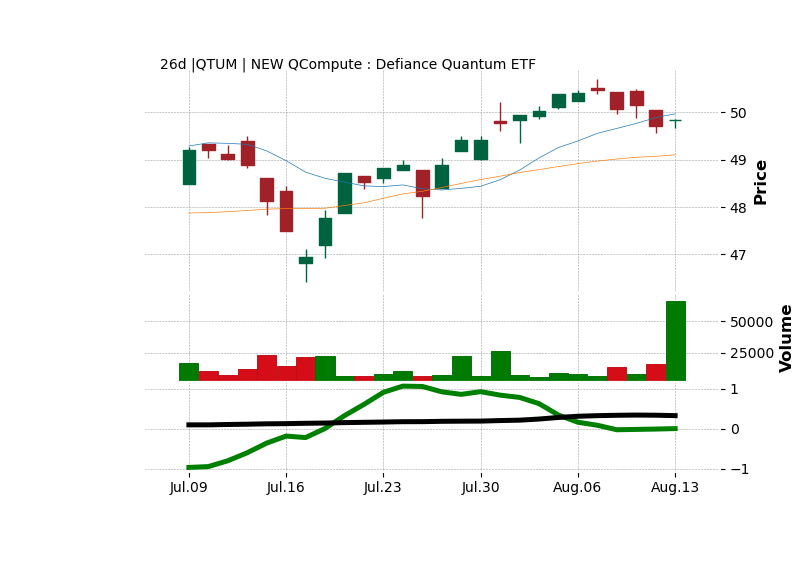 26d |QTUM | NEW QCompute : Defiance Quantum ETF
50
49
48
47
Price
50000
25000
Volume
1
0
−1
Jul.09 Jul.16 Jul.23 Jul.30 Aug.06 Aug.13